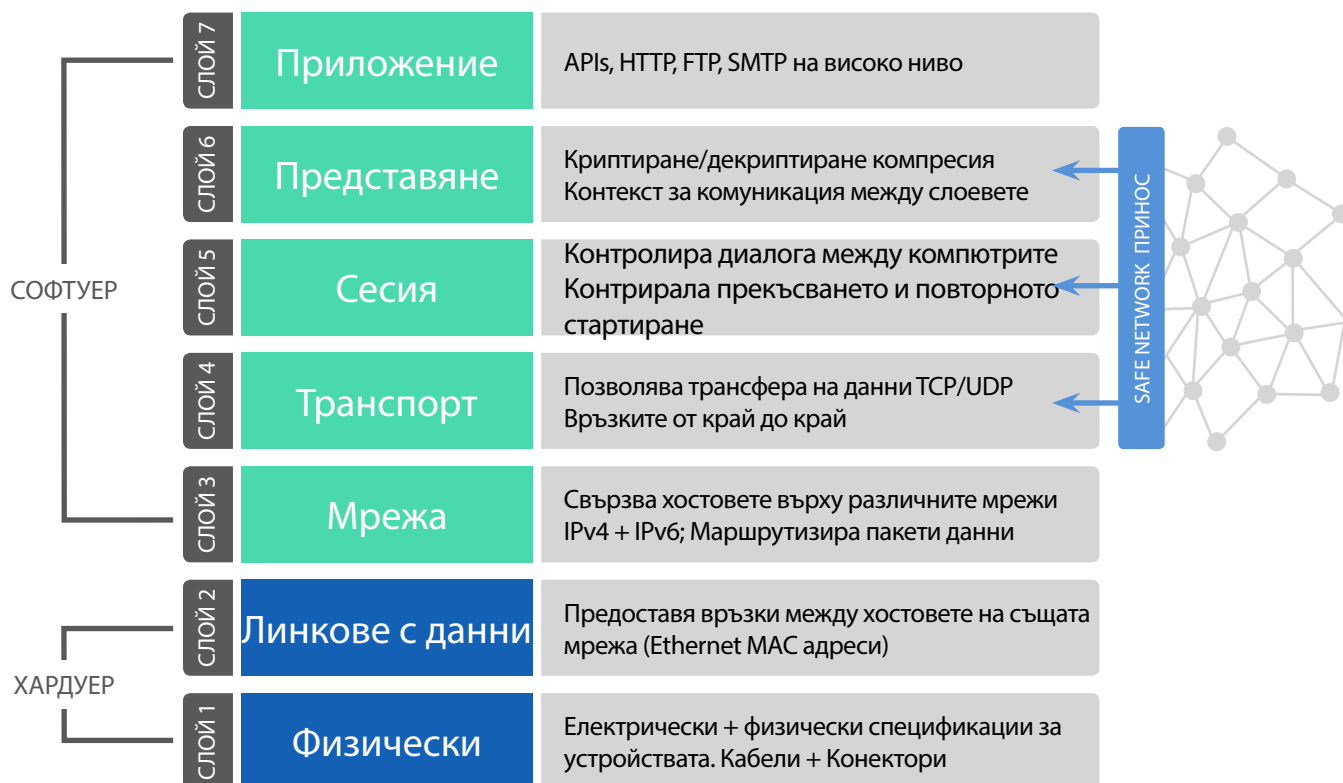 СЛОЙ 7
Приложение
APIs, HTTP, FTP, SMTP на високо ниво
СЛОЙ 6
Представяне
Криптиране/декриптиране компресия
Контекст за комуникация между слоевете
СЛОЙ 5
Сесия
Контролира диалога между компютрите
Контрирала прекъсването и повторното
стартиране
СЛОЙ 4
Транспорт
Позволява трансфера на данни TCP/UDP
Връзките от край до край
СЛОЙ 3
Мрежа
Свързва хостовете върху различните мрежи
IPv4 + IPv6; Маршрутизира пакети данни
СЛОЙ 2
Линкове с данни
Предоставя връзки между хостовете на същата
мрежа (Ethernet MAC адреси)
СЛОЙ 1
Физически
Електрически + физически спецификации за
устройствата. Кабели + Конектори
СОФТУЕР
ХАРДУЕР
SAFE NETWORK ПРИНОС